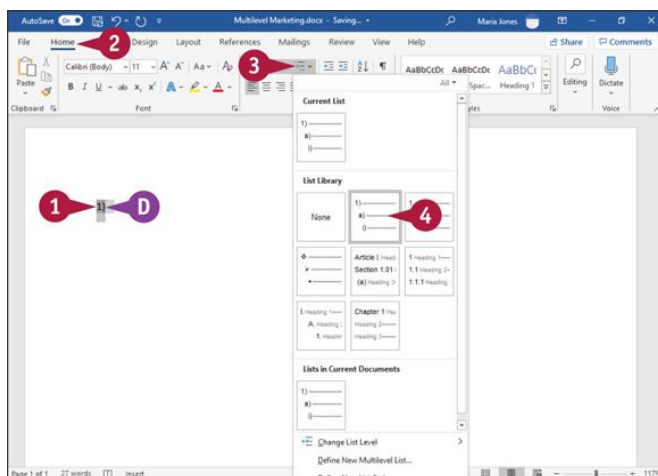 AutoSave On Multilevel Marketing.docx - Saving... Maria Jones
File Home Design Layout References Mailings Review View Help Share Comments
2
3
Calibri (Body) 11 A A Aa A
AaBbCcDc AaBbCcDc AaBbCc
Paste B I U ab x₂ x² A A Spac... Heading 1 Editing Dictate
Clipboard Font Voice
All
Current List
1)
a)
i)
List Library
None
1)
a)
i)
1
1)
D
4
Article I. Head
Section 1.01
(a) Heading 3
1 Heading 1
1.1 Heading 2
1.1.1 Heading
I. Heading 1
A. Heading
1. Headin
Chapter 1 Hea
Heading 2
Heading 3
Lists in Current Documents
1)
a)
i)
Change List Level
Define New Multilevel List...
Page 1 of 1 27 words Insert